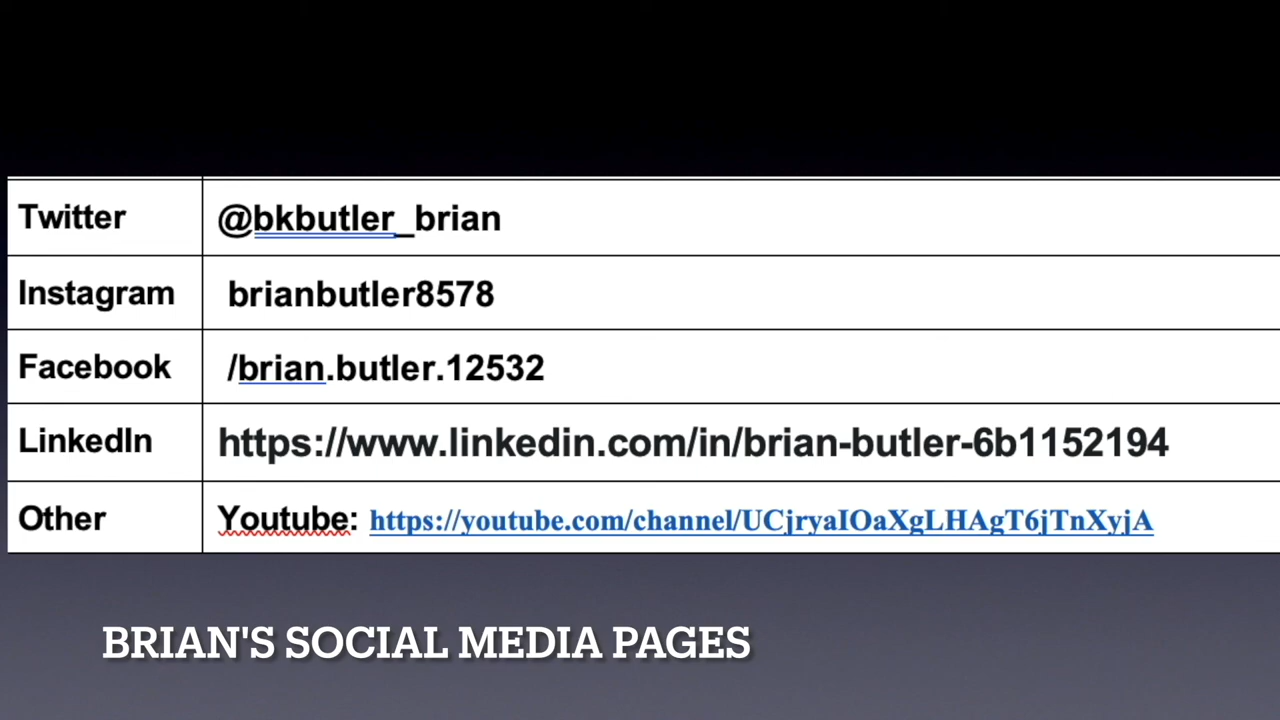 Twitter @bkbutler_brian
Instagram brianbutler8578
Facebook /brian.butler.12532
LinkedIn https://www.linkedin.com/in/brian-butler-6b1152194
Other Youtube: https://youtube.com/channel/UCjryaIOaXgLHAgT6jTnXyjA
BRIAN'S SOCIAL MEDIA PAGES